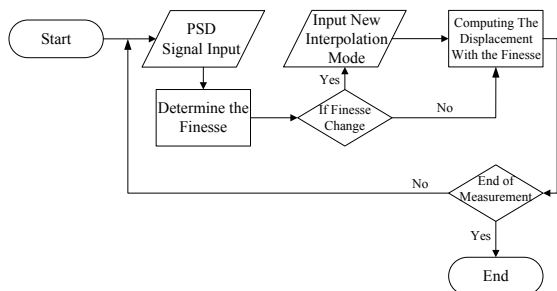 Start
PSD
Signal Input
Input New
Interpolation
Mode
Computing The
Displacement
With the Finesse
Yes
Determine the
Finesse
If Finesse
Change
No
No
End of
Measurement
Yes
End